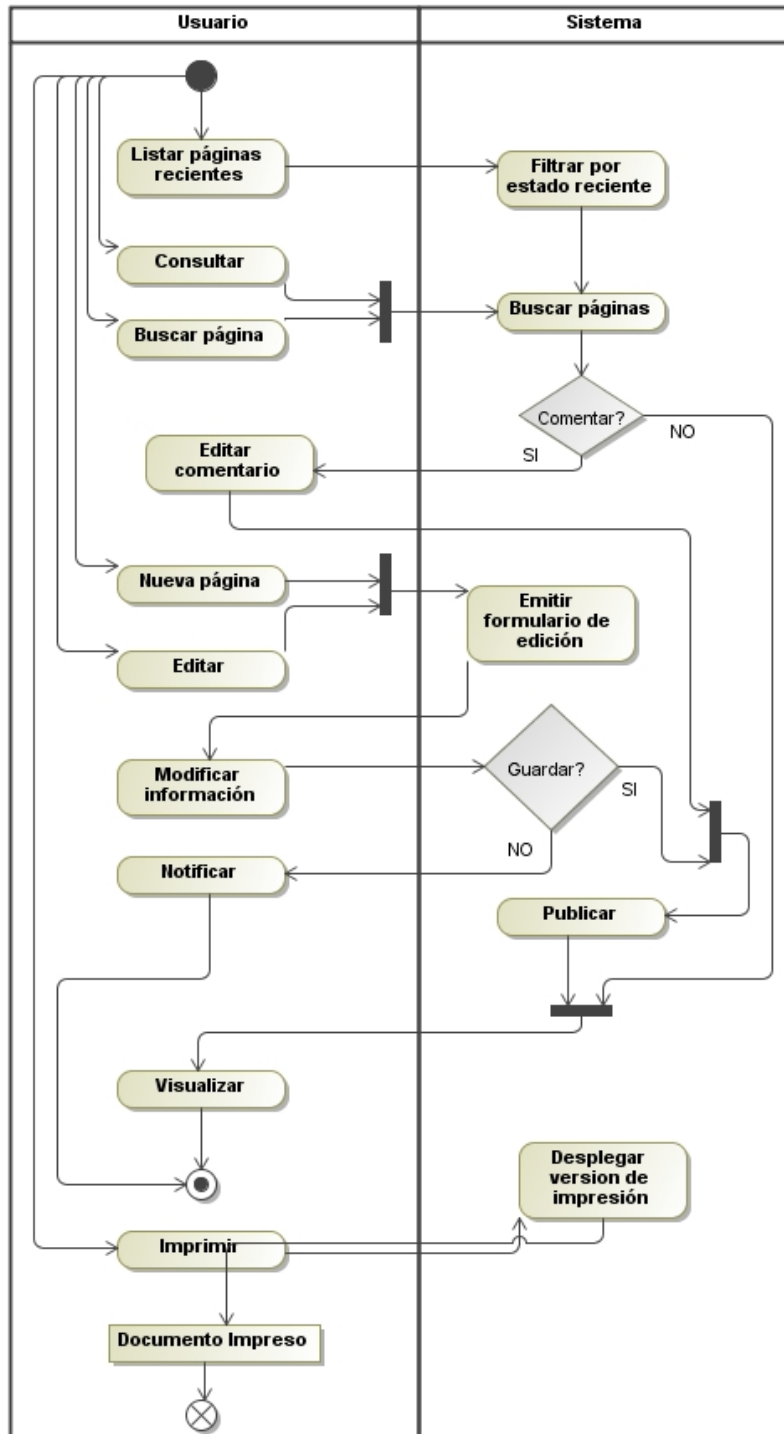 Usuario
Sistema
Listar páginas
recientes
Filtrar por
estado reciente
Consultar
Buscar página
Buscar páginas
Comentar?
NO
SI
Editar
comentario
Nueva página
Emitir
formulario de
edición
Editar
Modificar
información
Guardar?
SI
NO
Notificar
Publicar
Visualizar
Desplegar
version de
impresión
Imprimir
Documento Impreso